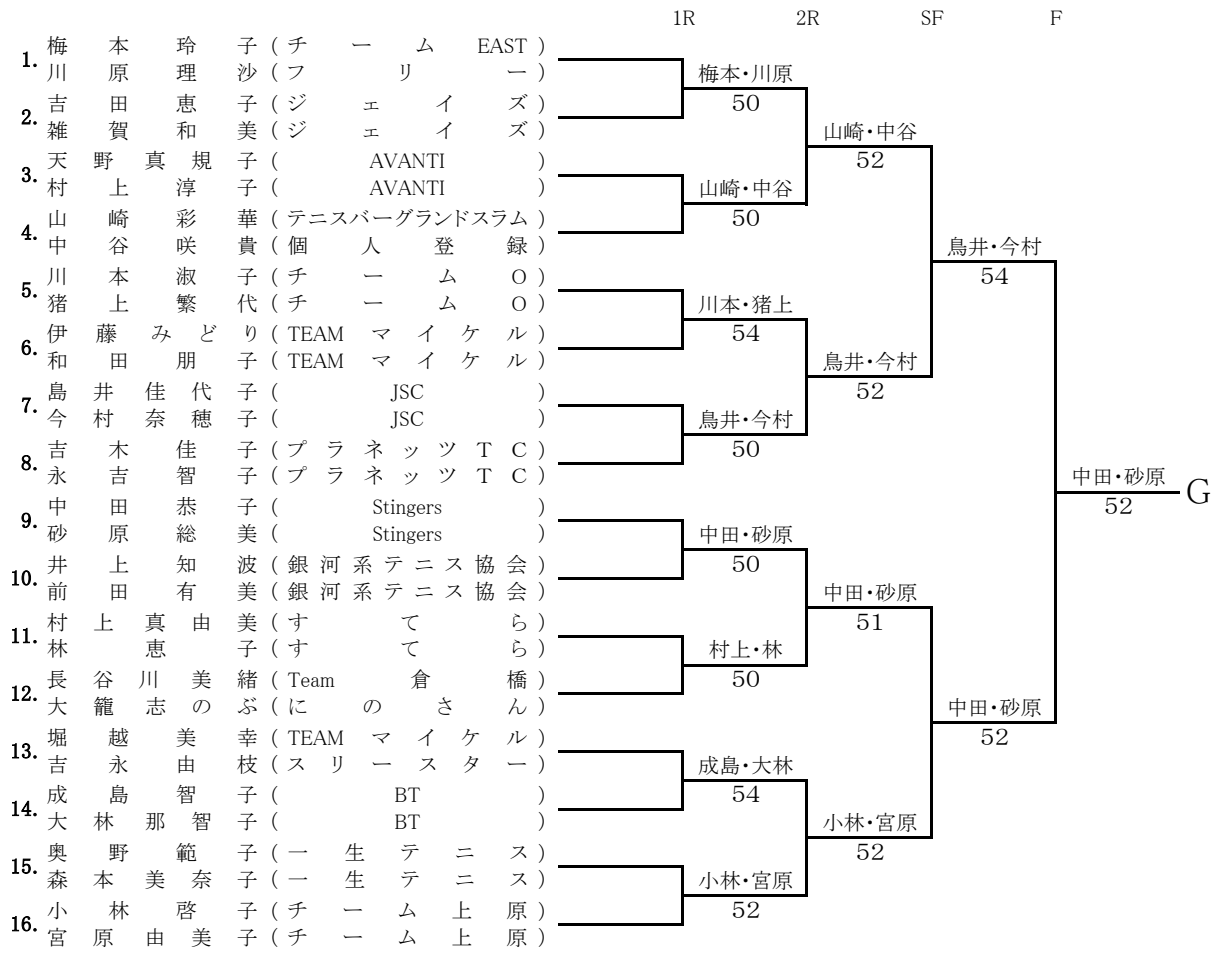 1R 2R SF F
1.
梅本玲子(チームEAST)
川原理沙(フリー)
2.
吉田恵子(ジェイズ)
雑賀和美(ジェイズ)
3.
天野真規子(AVANTI)
村上淳子(AVANTI)
4.
山崎彩華(テニスバーグランドスラム)
中谷咲貴(個人登録)
5.
川本淑子(チームO)
猪上繁代(チームO)
6.
伊藤みどり(TEAMマイケル)
和田朋子(TEAMマイケル)
7.
島井佳代子(JSC)
今村奈穂子(JSC)
8.
吉木佳子(プラネッツTC)
永吉智子(プラネッツTC)
9.
中田恭子(Stingers)
砂原総美(Stingers)
10.
井上知波(銀河系テニス協会)
前田有美(銀河系テニス協会)
11.
村上真由美(すてら)
林恵子(すてら)
12.
長谷川美緒(Team倉橋)
大籠志のぶ(にのさん)
13.
堀越美幸(TEAMマイケル)
吉永由枝(スリースター)
14.
成島智子(BT)
大林那智子(BT)
15.
奥野範子(一生テニス)
森本美奈子(一生テニス)
16.
小林啓子(チーム上原)
宮原由美子(チーム上原)
梅本・川原
50
山崎・中谷
50
川本・猪上
54
鳥井・今村
50
中田・砂原
50
村上・林
50
成島・大林
54
小林・宮原
52
山崎・中谷
52
鳥井・今村
52
中田・砂原
51
小林・宮原
52
鳥井・今村
54
中田・砂原
52
中田・砂原
52
G